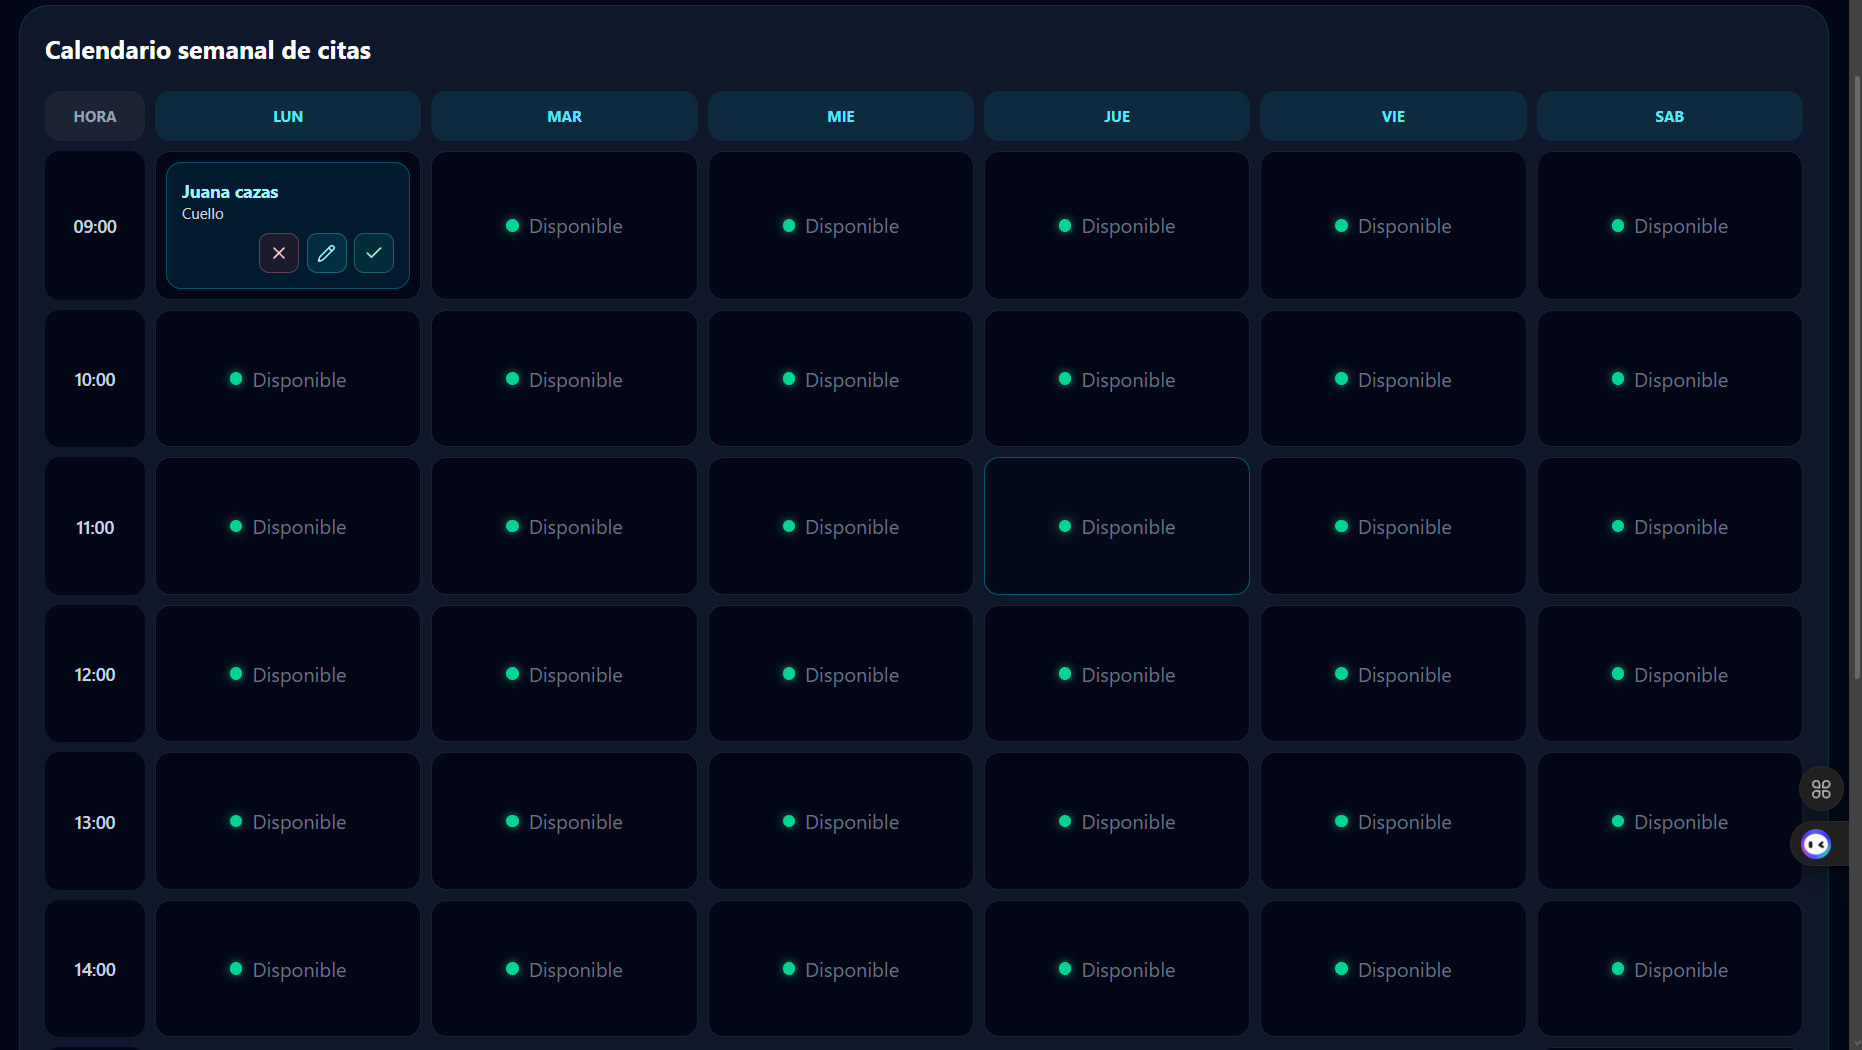 Calendario semanal de citas
HORA LUN MAR MIE JUE VIE SAB
09:00 Juana cazas
Cuello
Disponible Disponible Disponible Disponible Disponible
10:00 Disponible Disponible Disponible Disponible Disponible Disponible
11:00 Disponible Disponible Disponible Disponible Disponible Disponible
12:00 Disponible Disponible Disponible Disponible Disponible Disponible
13:00 Disponible Disponible Disponible Disponible Disponible Disponible
14:00 Disponible Disponible Disponible Disponible Disponible Disponible